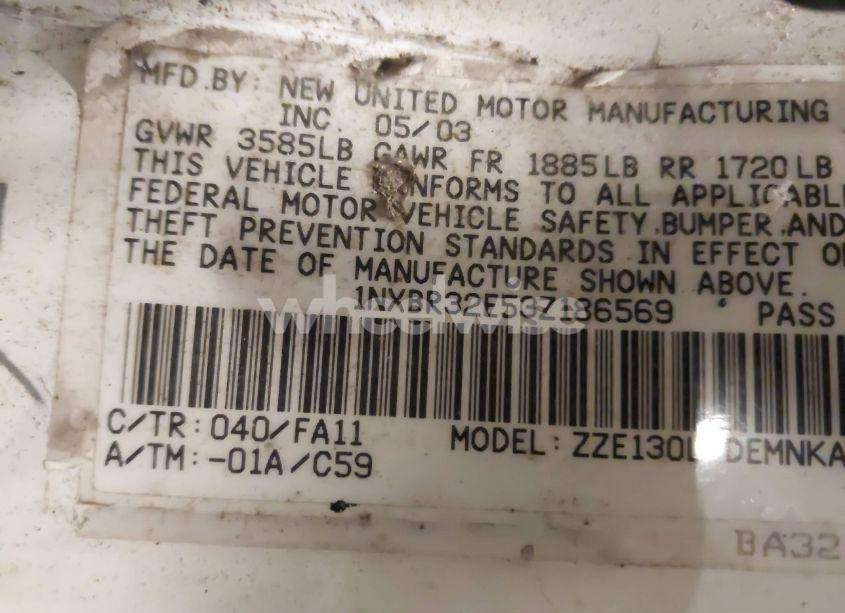 MFD.BY: NEW UNITED MOTOR MANUFACTURING
INC. 05/03
GVWR 3585LB GAWR FR 1885LB RR 1720LB
THIS VEHICLE CONFORMS TO ALL APPLICABLE
FEDERAL MOTOR VEHICLE SAFETY.BUMPER.AND
THEFT PREVENTION STANDARDS IN EFFECT
THE DATE OF MANUFACTURE SHOWN ABOVE.
1NXBR32E53Z186569 PASS
wheelwise
C/TR: 040/FA11 MODEL: ZZE130L-DEMNKA
A/TM: -01A/C59
BA32